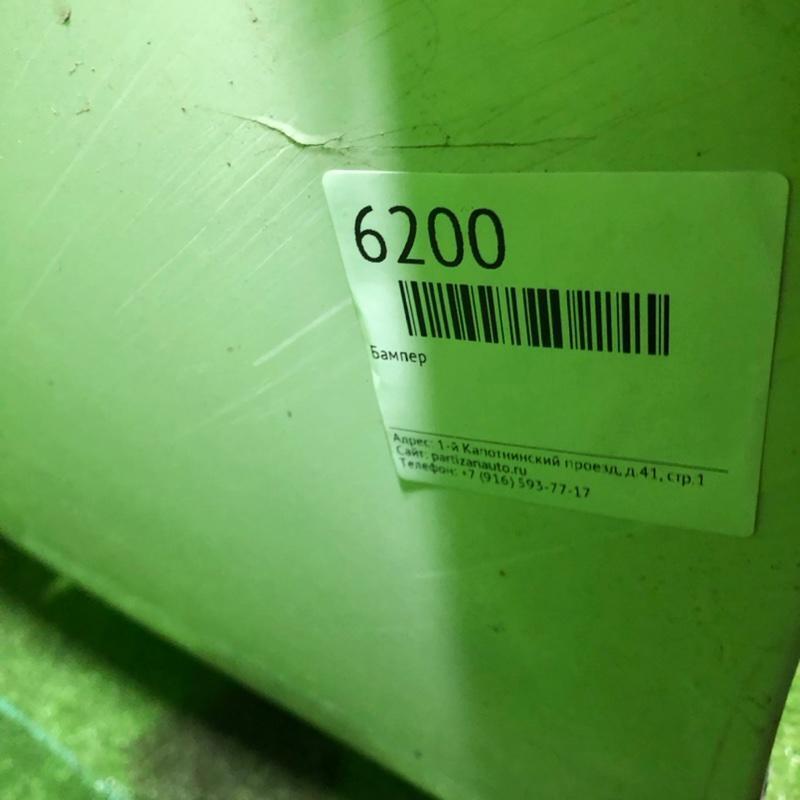 6200
Бампер
Адрес: 1-й Капотнинский проезд, д.41, стр.1
Сайт: partizanauto.ru
Телефон: +7 (916) 593-77-17